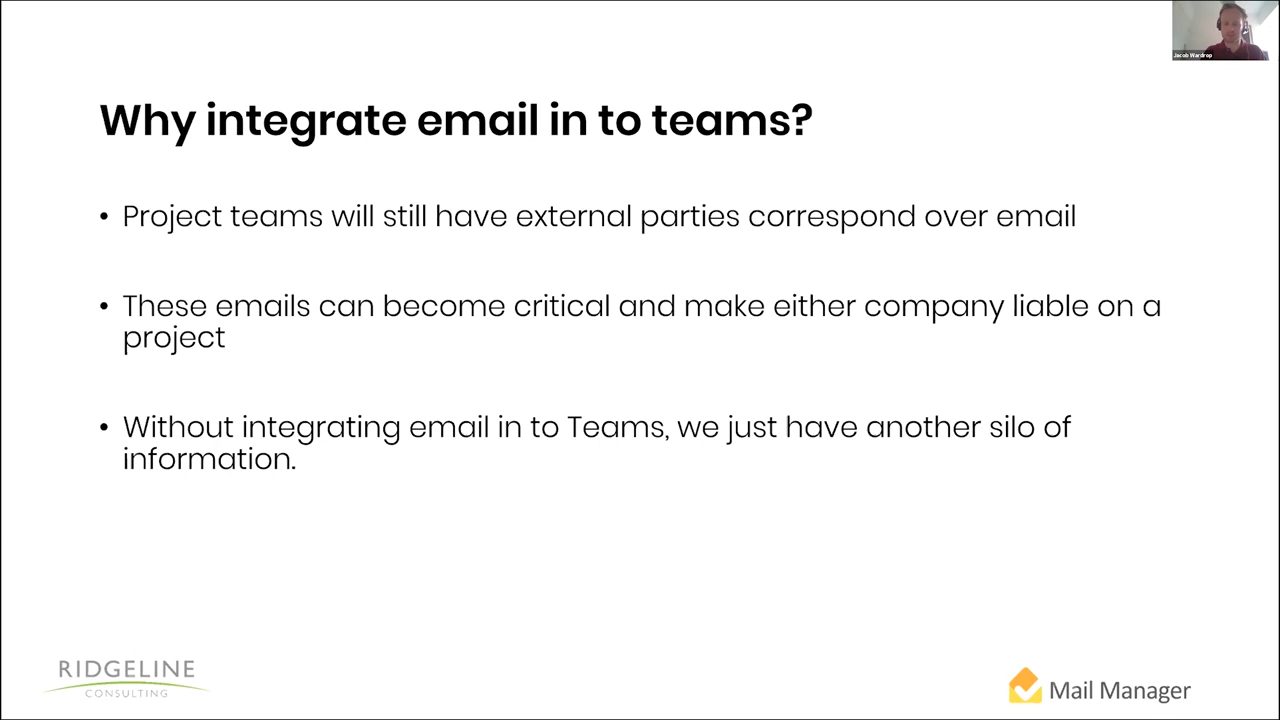 Jacob Wardrop
Why integrate email in to teams?
• Project teams will still have external parties correspond over email
• These emails can become critical and make either company liable on a
project
• Without integrating email in to Teams, we just have another silo of
information.
RIDGELINE
CONSULTING
Mail Manager